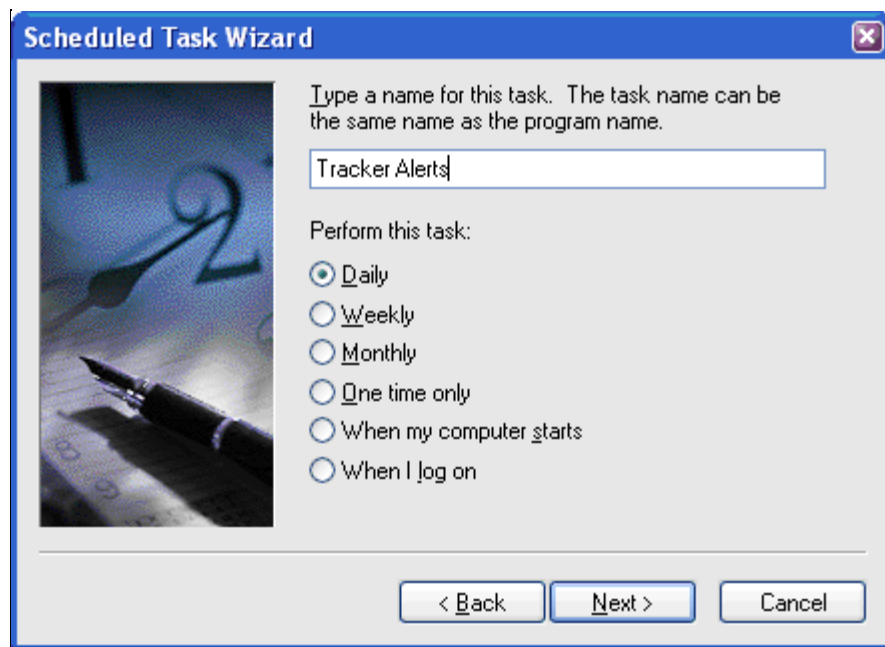 Scheduled Task Wizard
Type a name for this task. The task name can be
the same name as the program name.
Tracker Alerts
Perform this task:
Daily
Weekly
Monthly
One time only
When my computer starts
When I log on
< Back
Next >
Cancel